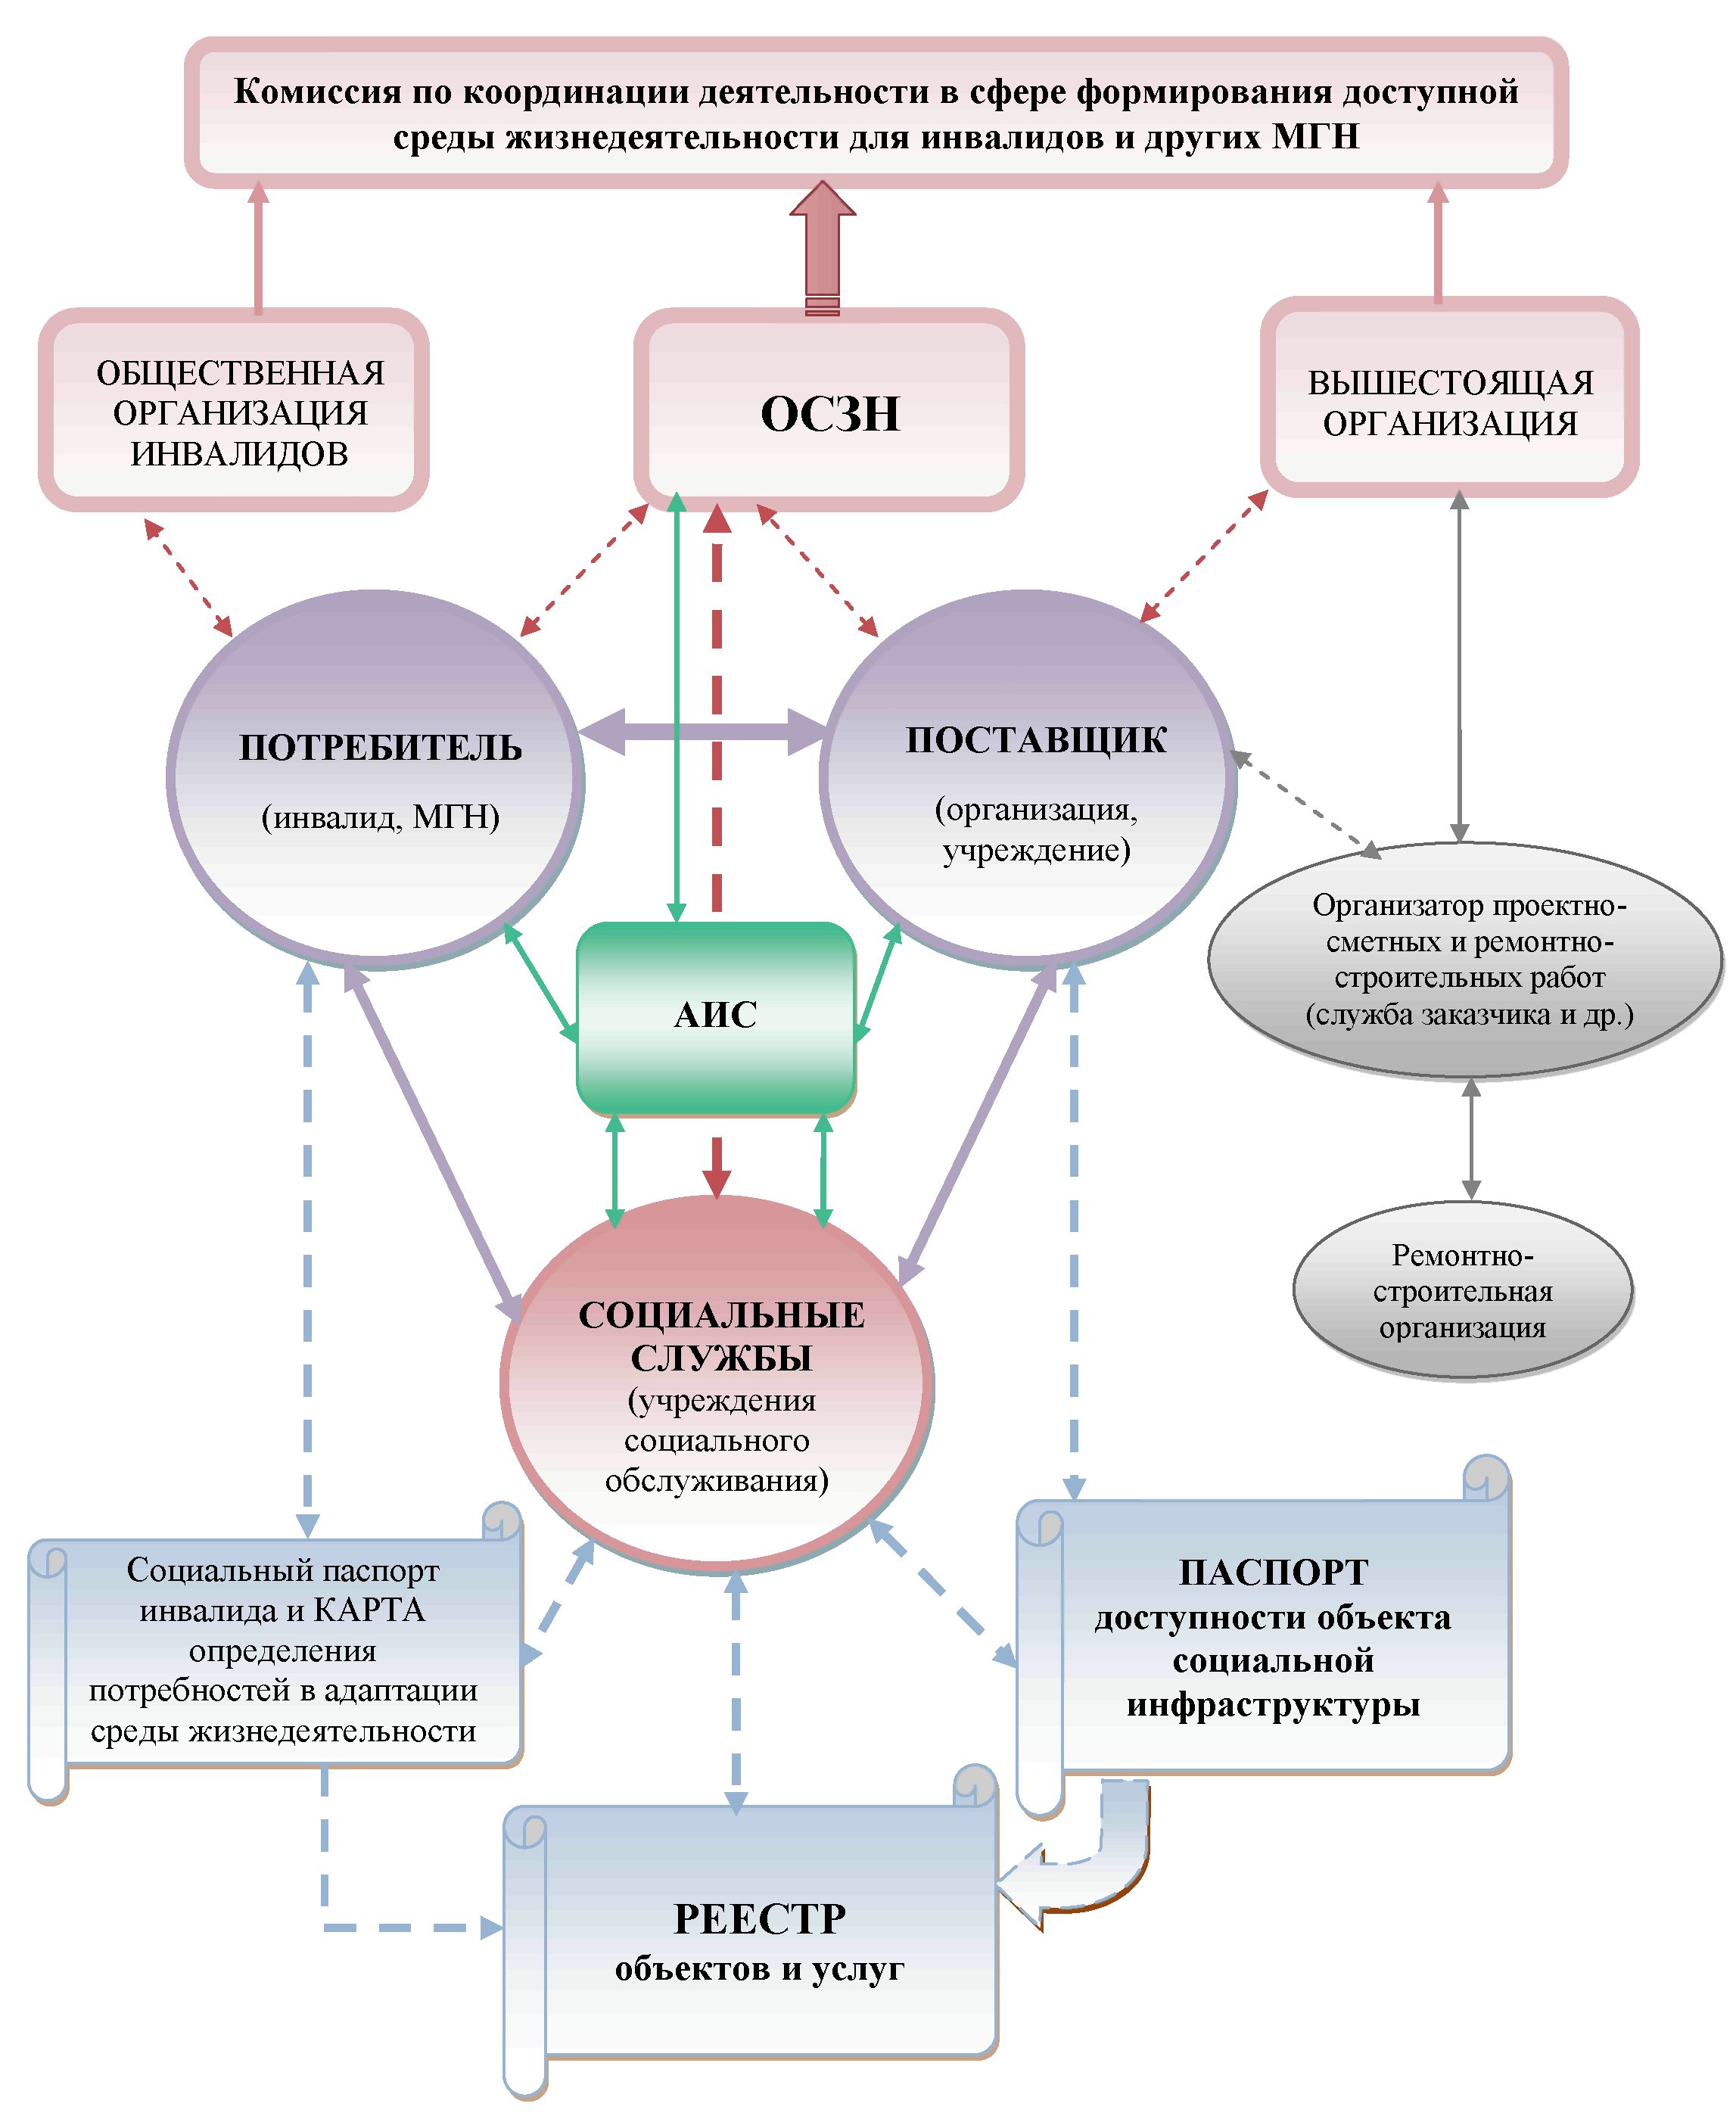 Комиссия по координации деятельности в сфере формирования доступной
среды жизнедеятельности для инвалидов и других МГН
ОБЩЕСТВЕННАЯ
ОРГАНИЗАЦИЯ
ИНВАЛИДОВ
ОСЗН
ВЫШЕСТОЯЩАЯ
ОРГАНИЗАЦИЯ
ПОТРЕБИТЕЛЬ
(инвалид, МГН)
ПОСТАВЩИК
(организация,
учреждение)
Организатор проектно-
сметных и ремонтно-
строительных работ
(служба заказчика и др.)
АИС
Ремонтно-
строительная
организация
СОЦИАЛЬНЫЕ
СЛУЖБЫ
(учреждения
социального
обслуживания)
Социальный паспорт
инвалида и КАРТА
определения
потребностей в адаптации
среды жизнедеятельности
ПАСПОРТ
доступности объекта
социальной
инфраструктуры
РЕЕСТР
объектов и услуг